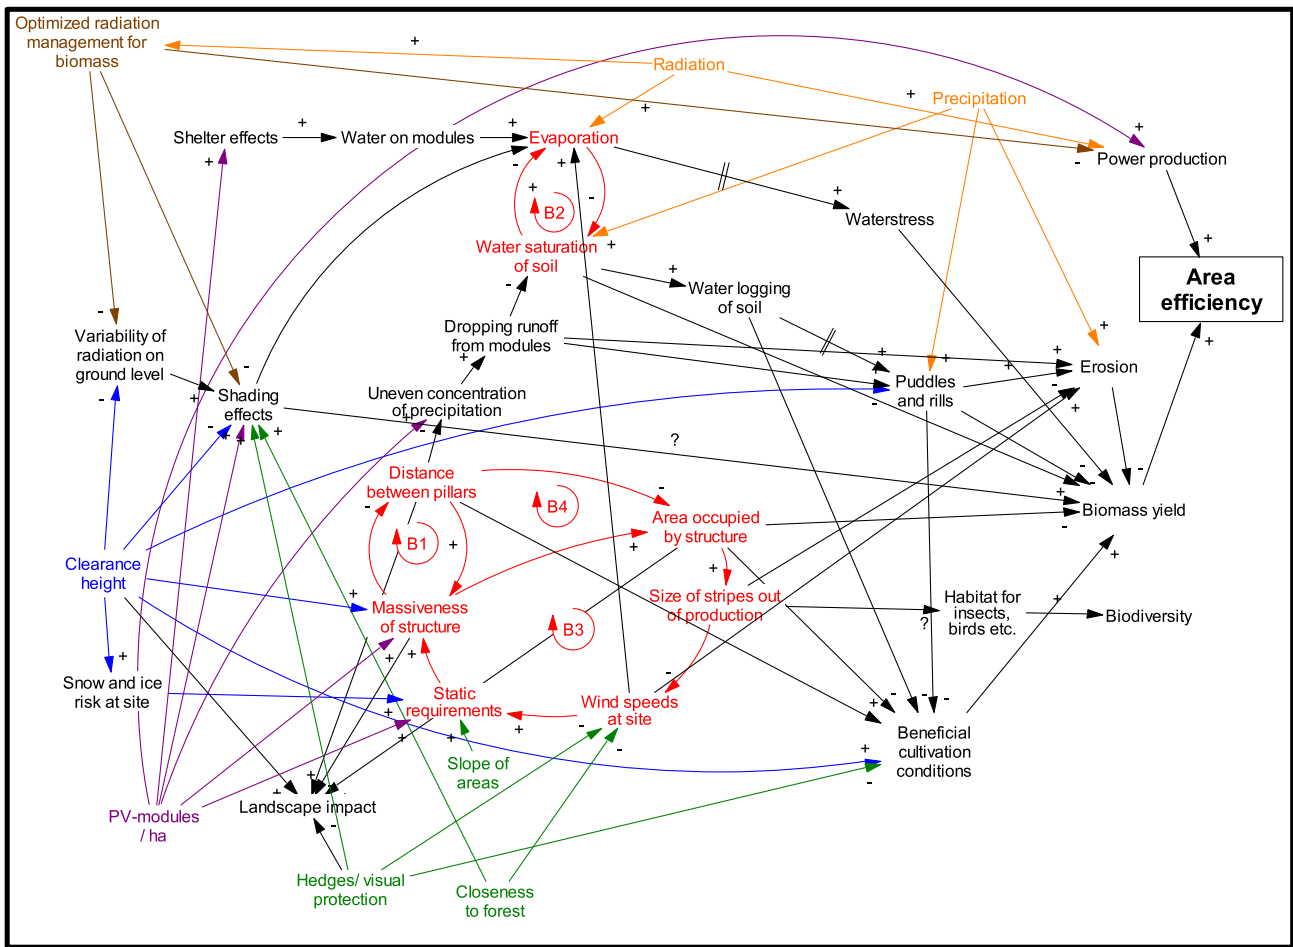 Optimized radiation
management for
biomass
Radiation
Precipitation
Shelter effects
Water on modules
Evaporation
Power production
B2
Waterstress
Water saturation
of soil
Area
efficiency
Water logging
of soil
Variability of
radiation on
ground level
Dropping runoff
from modules
Erosion
Puddles
and rills
Shading
effects
Uneven concentration
of precipitation
?
Distance
between pillars
B4
Biomass yield
Area occupied
by structure
B1
Clearance
height
Massiveness
of structure
Size of stripes out
of production
Habitat for
insects,
birds etc.
?
Biodiversity
B3
Snow and ice
risk at site
Static
requirements
Wind speeds
at site
Beneficial
cultivation
conditions
Slope of
areas
Landscape impact
PV-modules
/ ha
Hedges/ visual
protection
Closeness
to forest